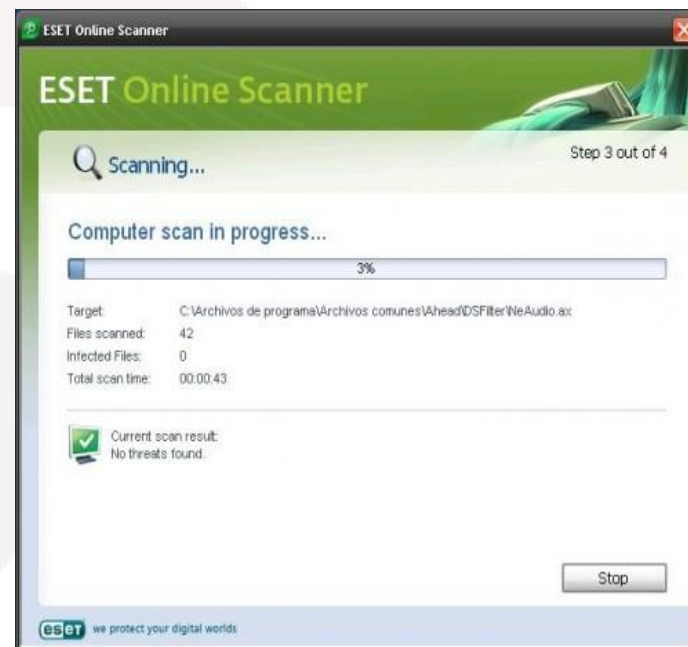 ESET Online Scanner
ESET Online Scanner
Scanning...
Step 3 out of 4
Computer scan in progress...
3%
Target: C:\Archivos de programa\Archivos comunes\Ahead\DSFilter\NeAudio.ax
Files scanned: 42
Infected Files: 0
Total scan time: 00:00:43
Current scan result:
No threats found.
Stop
eset we protect your digital worlds